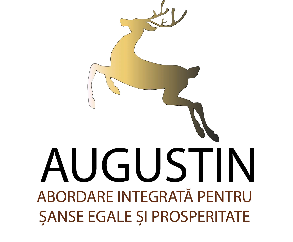 AUGUSTIN
ABORDARE INTEGRATĂ PENTRU
ȘANSE EGALE ȘI PROSPERITATE